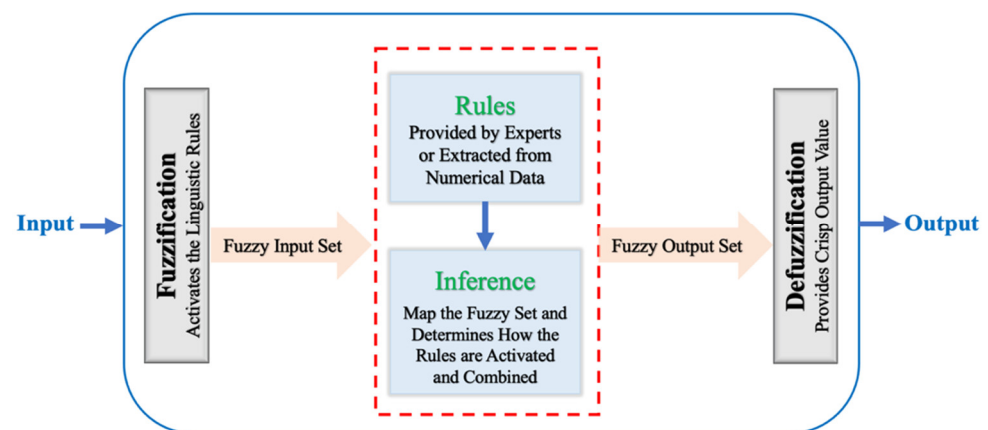 Input
Fuzzification
Activates the Linguistic Rules
Fuzzy Input Set
Rules
Provided by Experts
or Extracted from
Numerical Data
Inference
Map the Fuzzy Set and
Determines How the
Rules are Activated
and Combined
Fuzzy Output Set
Defuzzification
Provides Crisp Output Value
Output